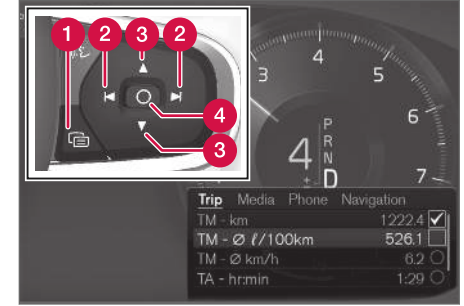 1 2 3 2
4
3
3 4 5 6 7
4
P
R
N
+
- D
Trip Media Phone Navigation
TM - km 1222.4
TM - Ø ℓ/100km 526.1
TM - Ø km/h 6.2
TA - hr:min 1:29